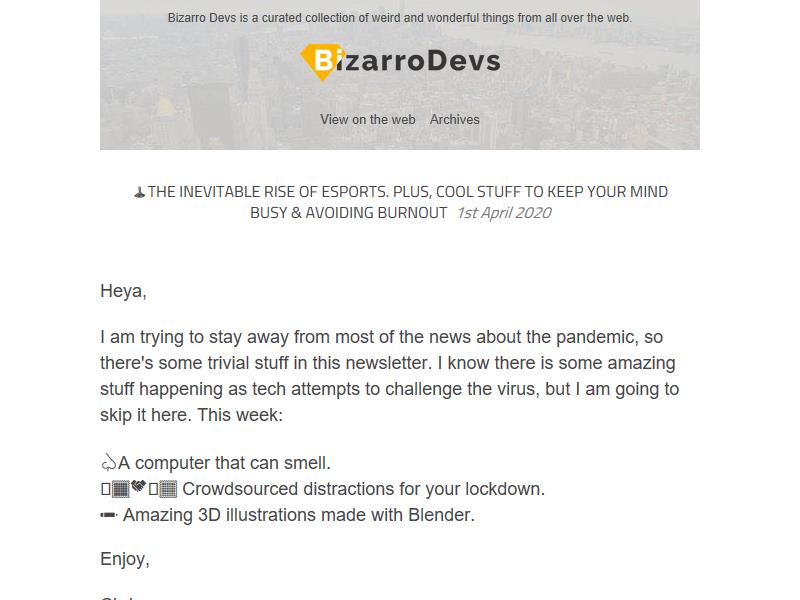 Bizarro Devs is a curated collection of weird and wonderful things from all over the web.
BizarroDevs
View on the web Archives
THE INEVITABLE RISE OF ESPORTS. PLUS, COOL STUFF TO KEEP YOUR MIND
BUSY & AVOIDING BURNOUT 1st April 2020
Heya,
I am trying to stay away from most of the news about the pandemic, so
there's some trivial stuff in this newsletter. I know there is some amazing
stuff happening as tech attempts to challenge the virus, but I am going to
skip it here. This week:
A computer that can smell.
Crowdsourced distractions for your lockdown.
Amazing 3D illustrations made with Blender.
Enjoy,